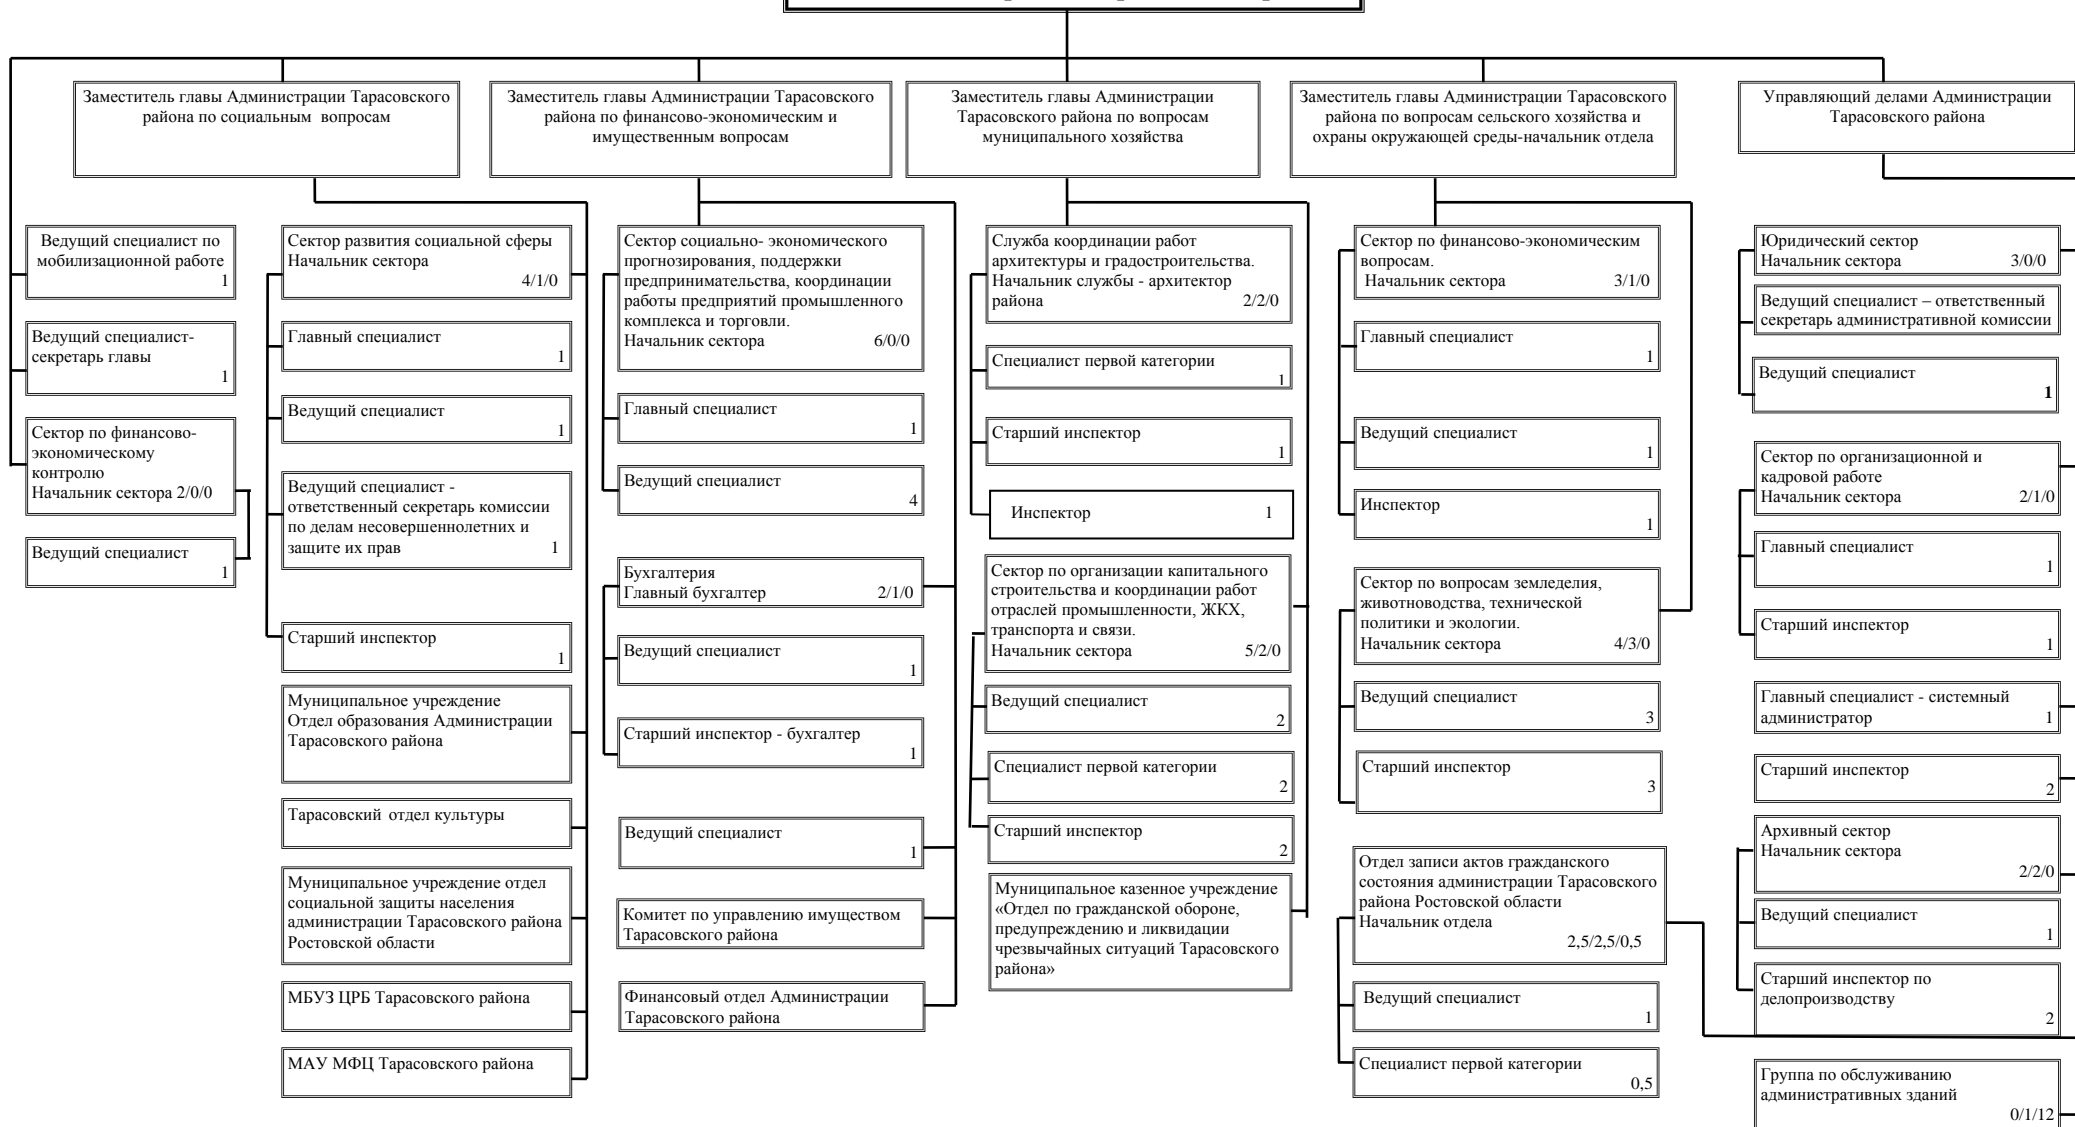 Заместитель главы Администрации Тарасовского
района по социальным вопросам
Заместитель главы Администрации Тарасовского
района по финансово-экономическим и
имущественным вопросам
Заместитель главы Администрации
Тарасовского района по вопросам
муниципального хозяйства
Заместитель главы Администрации Тарасовского
района по вопросам сельского хозяйства и
охраны окружающей среды-начальник отдела
Управляющий делами Администрации
Тарасовского района
Ведущий специалист по
мобилизационной работе
1
Ведущий специалист-
секретарь главы
1
Сектор по финансово-
экономическому
контролю
Начальник сектора 2/0/0
Ведущий специалист
1
Сектор развития социальной сферы
Начальник сектора 4/1/0
Главный специалист
1
Ведущий специалист
1
Ведущий специалист -
ответственный секретарь комиссии
по делам несовершеннолетних и
защите их прав 1
Старший инспектор
1
Муниципальное учреждение
Отдел образования Администрации
Тарасовского района
Тарасовский отдел культуры
Муниципальное учреждение отдел
социальной защиты населения
администрации Тарасовского района
Ростовской области
МБУЗ ЦРБ Тарасовского района
МАУ МФЦ Тарасовского района
Сектор социально- экономического
прогнозирования, поддержки
предпринимательства, координации
работы предприятий промышленного
комплекса и торговли.
Начальник сектора 6/0/0
Главный специалист
1
Ведущий специалист
4
Бухгалтерия
Главный бухгалтер 2/1/0
Ведущий специалист
1
Старший инспектор - бухгалтер
1
Ведущий специалист
1
Комитет по управлению имуществом
Тарасовского района
Финансовый отдел Администрации
Тарасовского района
Служба координации работ
архитектуры и градостроительства.
Начальник службы - архитектор
района 2/2/0
Специалист первой категории
1
Старший инспектор
1
Инспектор 1
Сектор по организации капитального
строительства и координации работ
отраслей промышленности, ЖКХ,
транспорта и связи.
Начальник сектора 5/2/0
Ведущий специалист
2
Специалист первой категории
2
Старший инспектор
2
Муниципальное казенное учреждение
«Отдел по гражданской обороне,
предупреждению и ликвидации
чрезвычайных ситуаций Тарасовского
района»
Сектор по финансово-экономическим
вопросам.
Начальник сектора 3/1/0
Главный специалист
1
Ведущий специалист
1
Инспектор
1
Сектор по вопросам земледелия,
животноводства, технической
политики и экологии.
Начальник сектора 4/3/0
Ведущий специалист
3
Старший инспектор
3
Отдел записи актов гражданского
состояния администрации Тарасовского
района Ростовской области
Начальник отдела
2,5/2,5/0,5
Ведущий специалист
1
Специалист первой категории
0,5
Юридический сектор
Начальник сектора 3/0/0
Ведущий специалист – ответственный
секретарь административной комиссии
Ведущий специалист
1
Сектор по организационной и
кадровой работе
Начальник сектора 2/1/0
Главный специалист
1
Старший инспектор
1
Главный специалист - системный
администратор 1
Старший инспектор
2
Архивный сектор
Начальник сектора
2/2/0
Ведущий специалист
1
Старший инспектор по
делопроизводству
2
Группа по обслуживанию
административных зданий
0/1/12